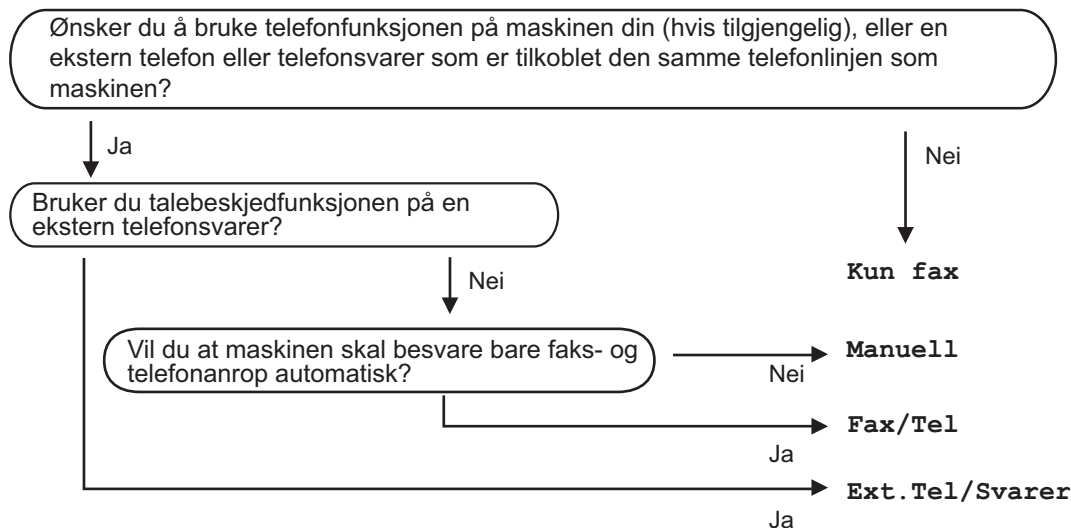 Ønsker du å bruke telefonfunksjonen på maskinen din (hvis tilgjengelig), eller en
ekstern telefon eller telefonsvarer som er tilkoblet den samme telefonlinjen som
maskinen?
Ja
Nei
Bruker du talebeskjedfunksjonen på en
ekstern telefonsvarer?
Kun fax
Nei
Vil du at maskinen skal besvare bare faks- og
telefonanrop automatisk?
Manuell
Nei
Fax/Tel
Ja
Ext.Tel/Svarer
Ja